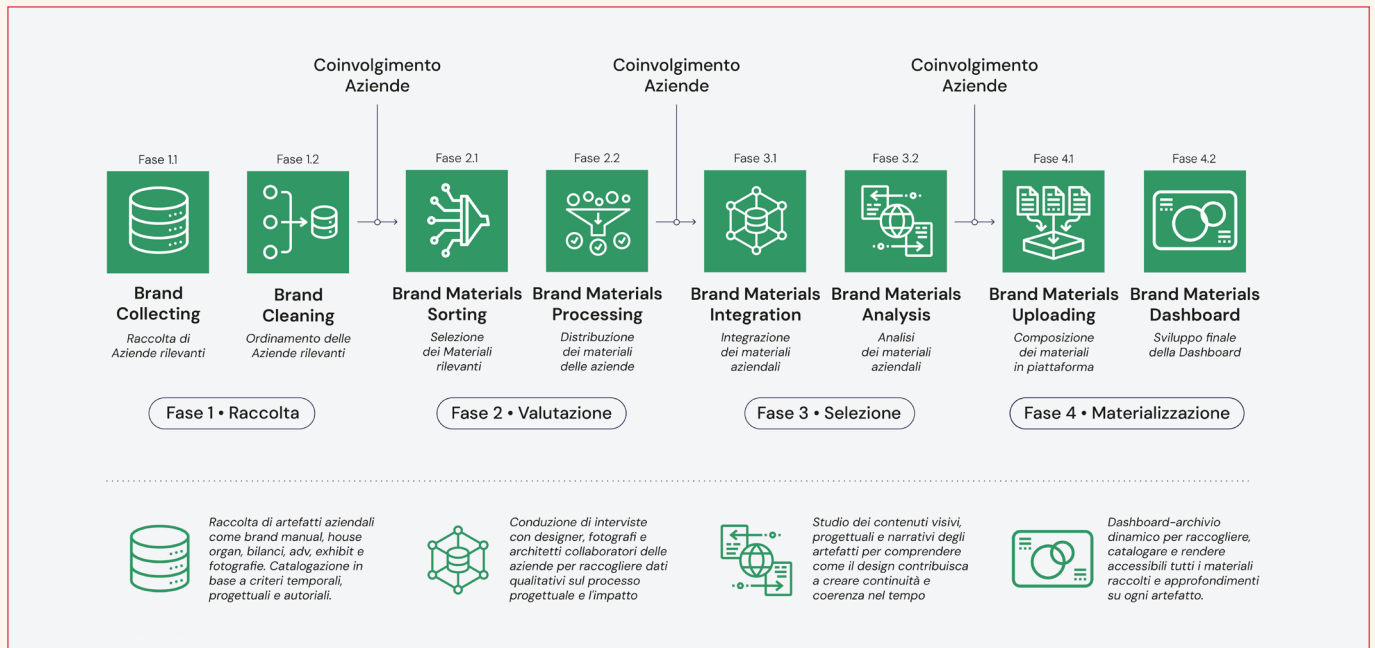 Coinvolgimento
Aziende
Coinvolgimento
Aziende
Coinvolgimento
Aziende
Fase 1.1
Fase 1.2
Fase 2.1
Fase 2.2
Fase 3.1
Fase 3.2
Fase 4.1
Fase 4.2
Brand
Collecting
Raccolta di
Aziende rilevanti
Brand
Cleaning
Ordinamento delle
Aziende rilevanti
Brand Materials
Sorting
Selezione
dei Materiali
rilevanti
Brand Materials
Processing
Distribuzione
dei materiali
delle aziende
Brand Materials
Integration
Integrazione
dei materiali
aziendali
Brand Materials
Analysis
Analisi
dei materiali
aziendali
Brand Materials
Uploading
Composizione
dei materiali
in piattaforma
Brand Materials
Dashboard
Sviluppo finale
della Dashboard
Fase 1 • Raccolta
Fase 2 • Valutazione
Fase 3 • Selezione
Fase 4 • Materializzazione
Raccolta di artefatti aziendali
come brand manual, house
organ, bilanci, adv, exhibit e
fotografie. Catalogazione in
base a criteri temporali,
progettuali e autoriali.
Conduzione di interviste
con designer, fotografi e
architetti collaboratori delle
aziende per raccogliere dati
qualitativi sul processo
progettuale e l'impatto
Studio dei contenuti visivi,
progettuali e narrativi degli
artefatti per comprendere
come il design contribuisca
a creare continuità e
coerenza nel tempo
Dashboard-archivio
dinamico per raccogliere,
catalogare e rendere
accessibili tutti i materiali
raccolti e approfondimenti
su ogni artefatto.